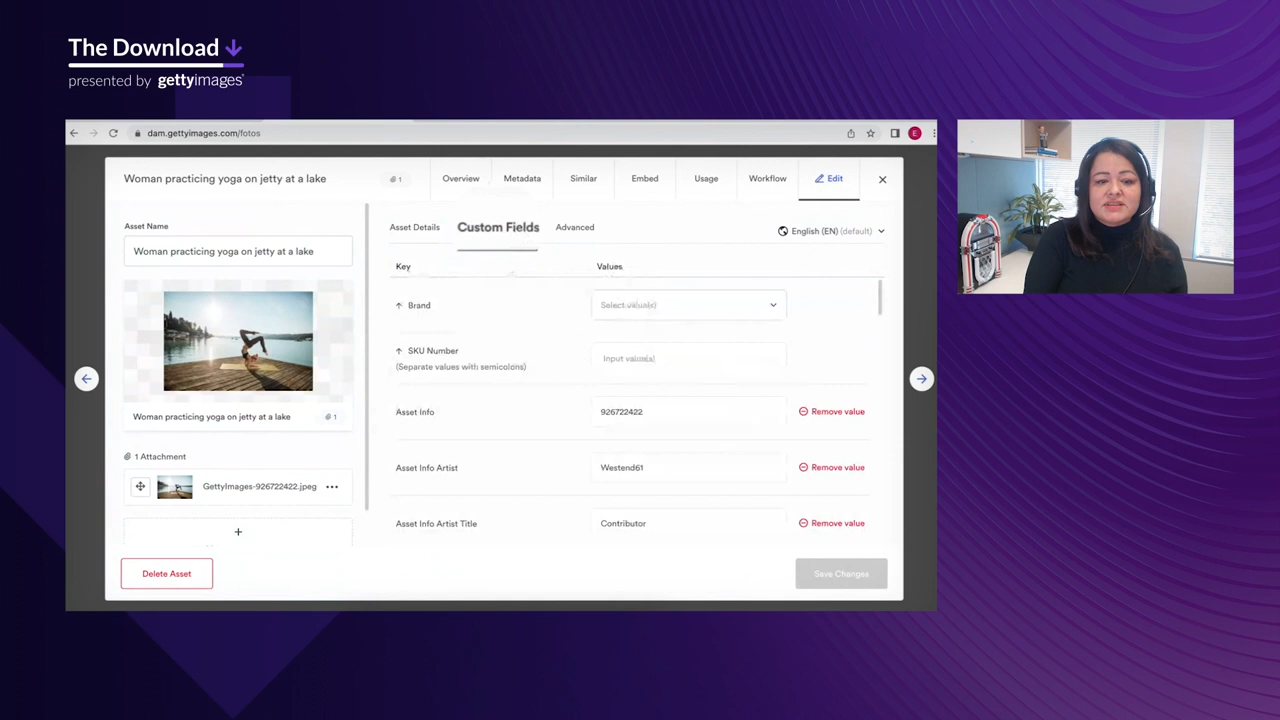 The Download
presented by gettyimages®
dam.gettyimages.com/fotos
E
Woman practicing yoga on jetty at a lake
1
Overview
Metadata
Similar
Embed
Usage
Workflow
Edit
Asset Name
Woman practicing yoga on jetty at a lake
Woman practicing yoga on jetty at a lake
1
1 Attachment
GettyImages-926722422.jpeg
Delete Asset
Asset Details
Custom Fields
Advanced
English (EN) (default)
Key
Values
Brand
Select value(s)
SKU Number
(Separate values with semicolons)
Input value(s)
Asset Info
926722422
Remove value
Asset Info Artist
Westend61
Remove value
Asset Info Artist Title
Contributor
Remove value
Save Changes